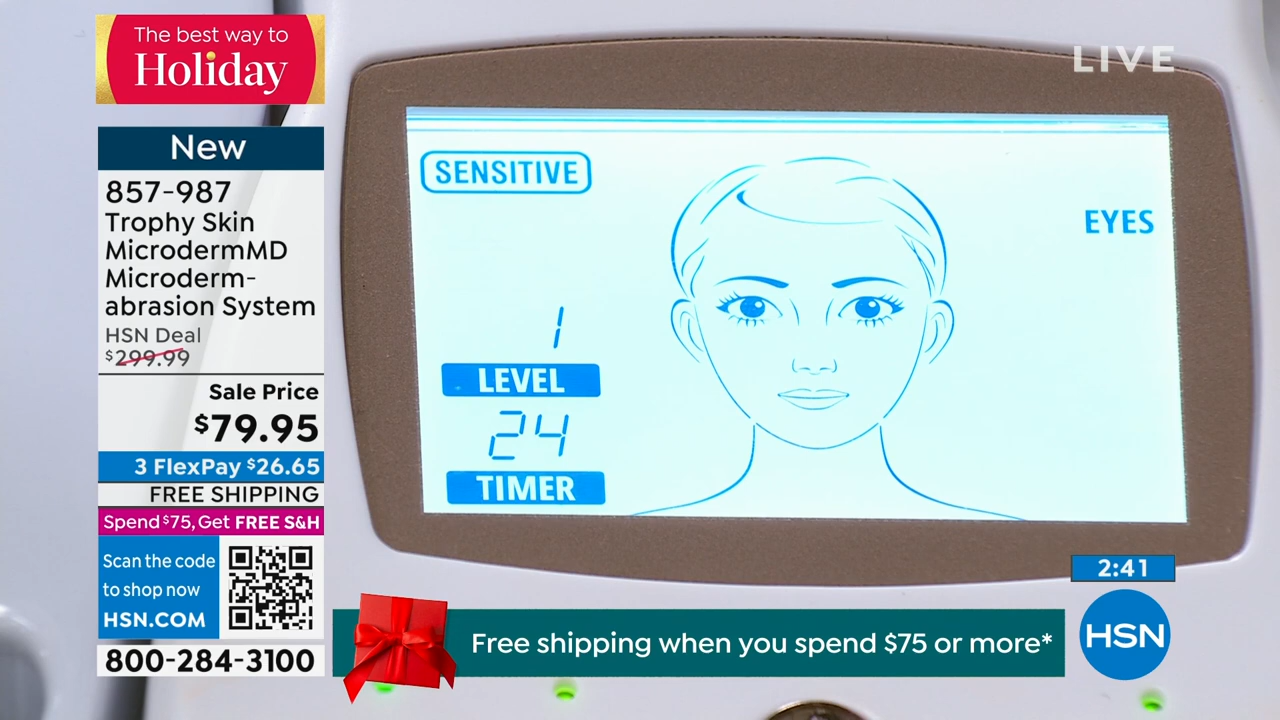 The best way to
Holiday
New
857-987
Trophy Skin
MicrodermMD
Microderm-
abrasion System
HSN Deal
$299.99
Sale Price
$79.95
3 FlexPay $26.65
FREE SHIPPING
Spend $75, Get FREE S&H
Scan the code
to shop now
HSN.COM
800-284-3100
LIVE
SENSITIVE
EYES
1
LEVEL
24
TIMER
2:41
Free shipping when you spend $75 or more*
HSN